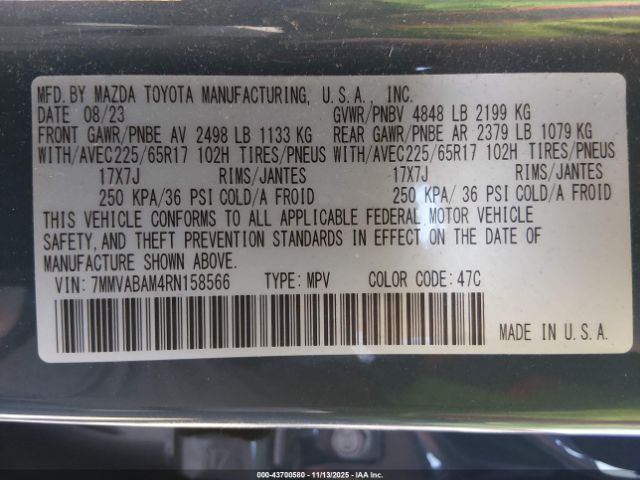 MFD. BY MAZDA TOYOTA MANUFACTURING, U.S.A., INC.
DATE 08/23 GVWR/PNBV 4848 LB 2199 KG
FRONT GAWR/PNBE AV 2498 LB 1133 KG REAR GAWR/PNBE AR 2379 LB 1079 KG
WITH/AVEC225/65R17 102H TIRES/PNEUS WITH/AVEC225/65R17 102H TIRES/PNEUS
17X7J RIMS/JANTES 17X7J RIMS/JANTES
250 KPA/36 PSI COLD/A FROID 250 KPA/ 36 PSI COLD/A FROID
THIS VEHICLE CONFORMS TO ALL APPLICABLE FEDERAL MOTOR VEHICLE
SAFETY, AND THEFT PREVENTION STANDARDS IN EFFECT ON THE DATE OF
MANUFACTURE SHOWN ABOVE.
VIN: 7MMVABAM4RN158566 TYPE: MPV COLOR CODE: 47C
MADE IN U.S.A.
000-43700580 - 11/13/2025 - IAA Inc.